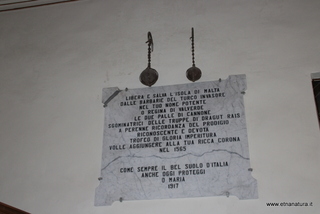 LIBERA E SALVA L'ISOLA DI MALTA
DALLE BARBARIE DEL TURCO INVASORE
NEL TUO NOME POTENTE
O REGINA DI VALVERDE
LE DUE PALLE DI CANNONE
STERMINATRICI DELLE TRUPPE DI DRAGUT RAIS
A PERENNE RICORDANZA DEL PRODIGIO
RICONOSCENTE E DEVOTA
TROFEO DI GLORIA IMPERITURA
VOLLE AGGIUNGERE ALLA TUA RICCA CORONA
NEL 1565
COME SEMPRE IL BEL SUOLO D'ITALIA
ANCHE OGGI PROTEGGI
O MARIA
1917
www.etnanatura.it